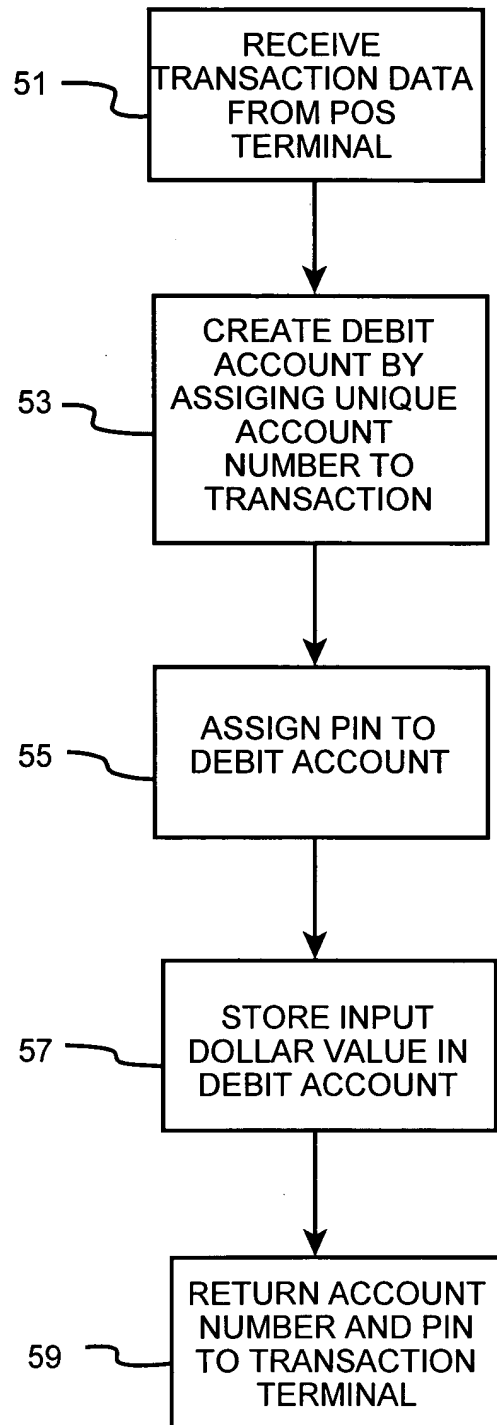 RECEIVE
TRANSACTION DATA
FROM POS
TERMINAL
51
CREATE DEBIT
ACCOUNT BY
ASSIGING UNIQUE
ACCOUNT
NUMBER TO
TRANSACTION
53
ASSIGN PIN TO
DEBIT ACCOUNT
55
STORE INPUT
DOLLAR VALUE IN
DEBIT ACCOUNT
57
RETURN ACCOUNT
NUMBER AND PIN
TO TRANSACTION
TERMINAL
59